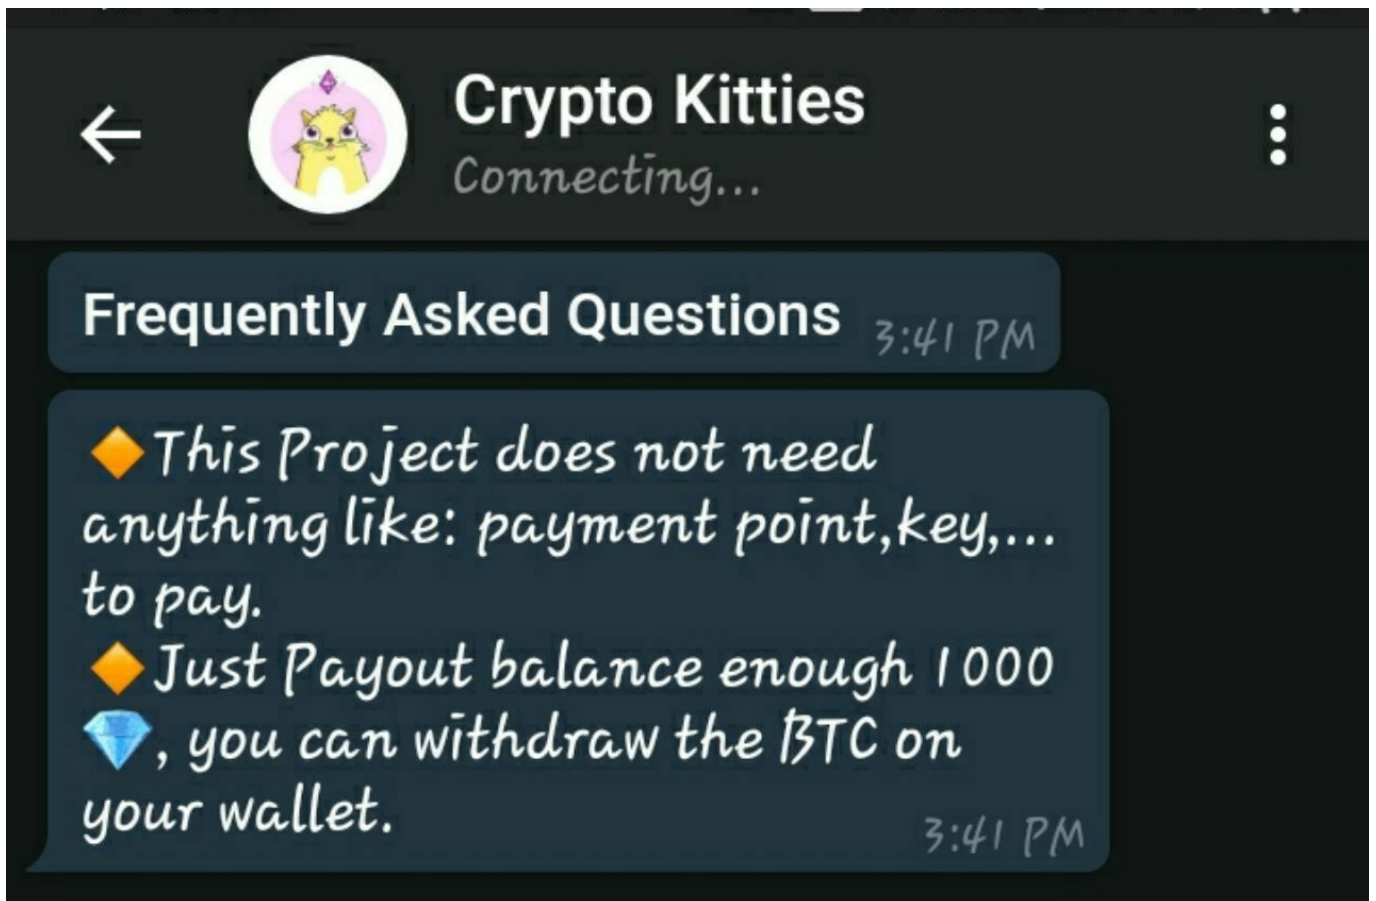 Crypto Kitties
Connecting...
Frequently Asked Questions
3:41 PM
🔶This Project does not need
anything like: payment point,key,...
to pay.
🔶Just Payout balance enough 1000
💎, you can withdraw the BTC on
your wallet.
3:41 PM